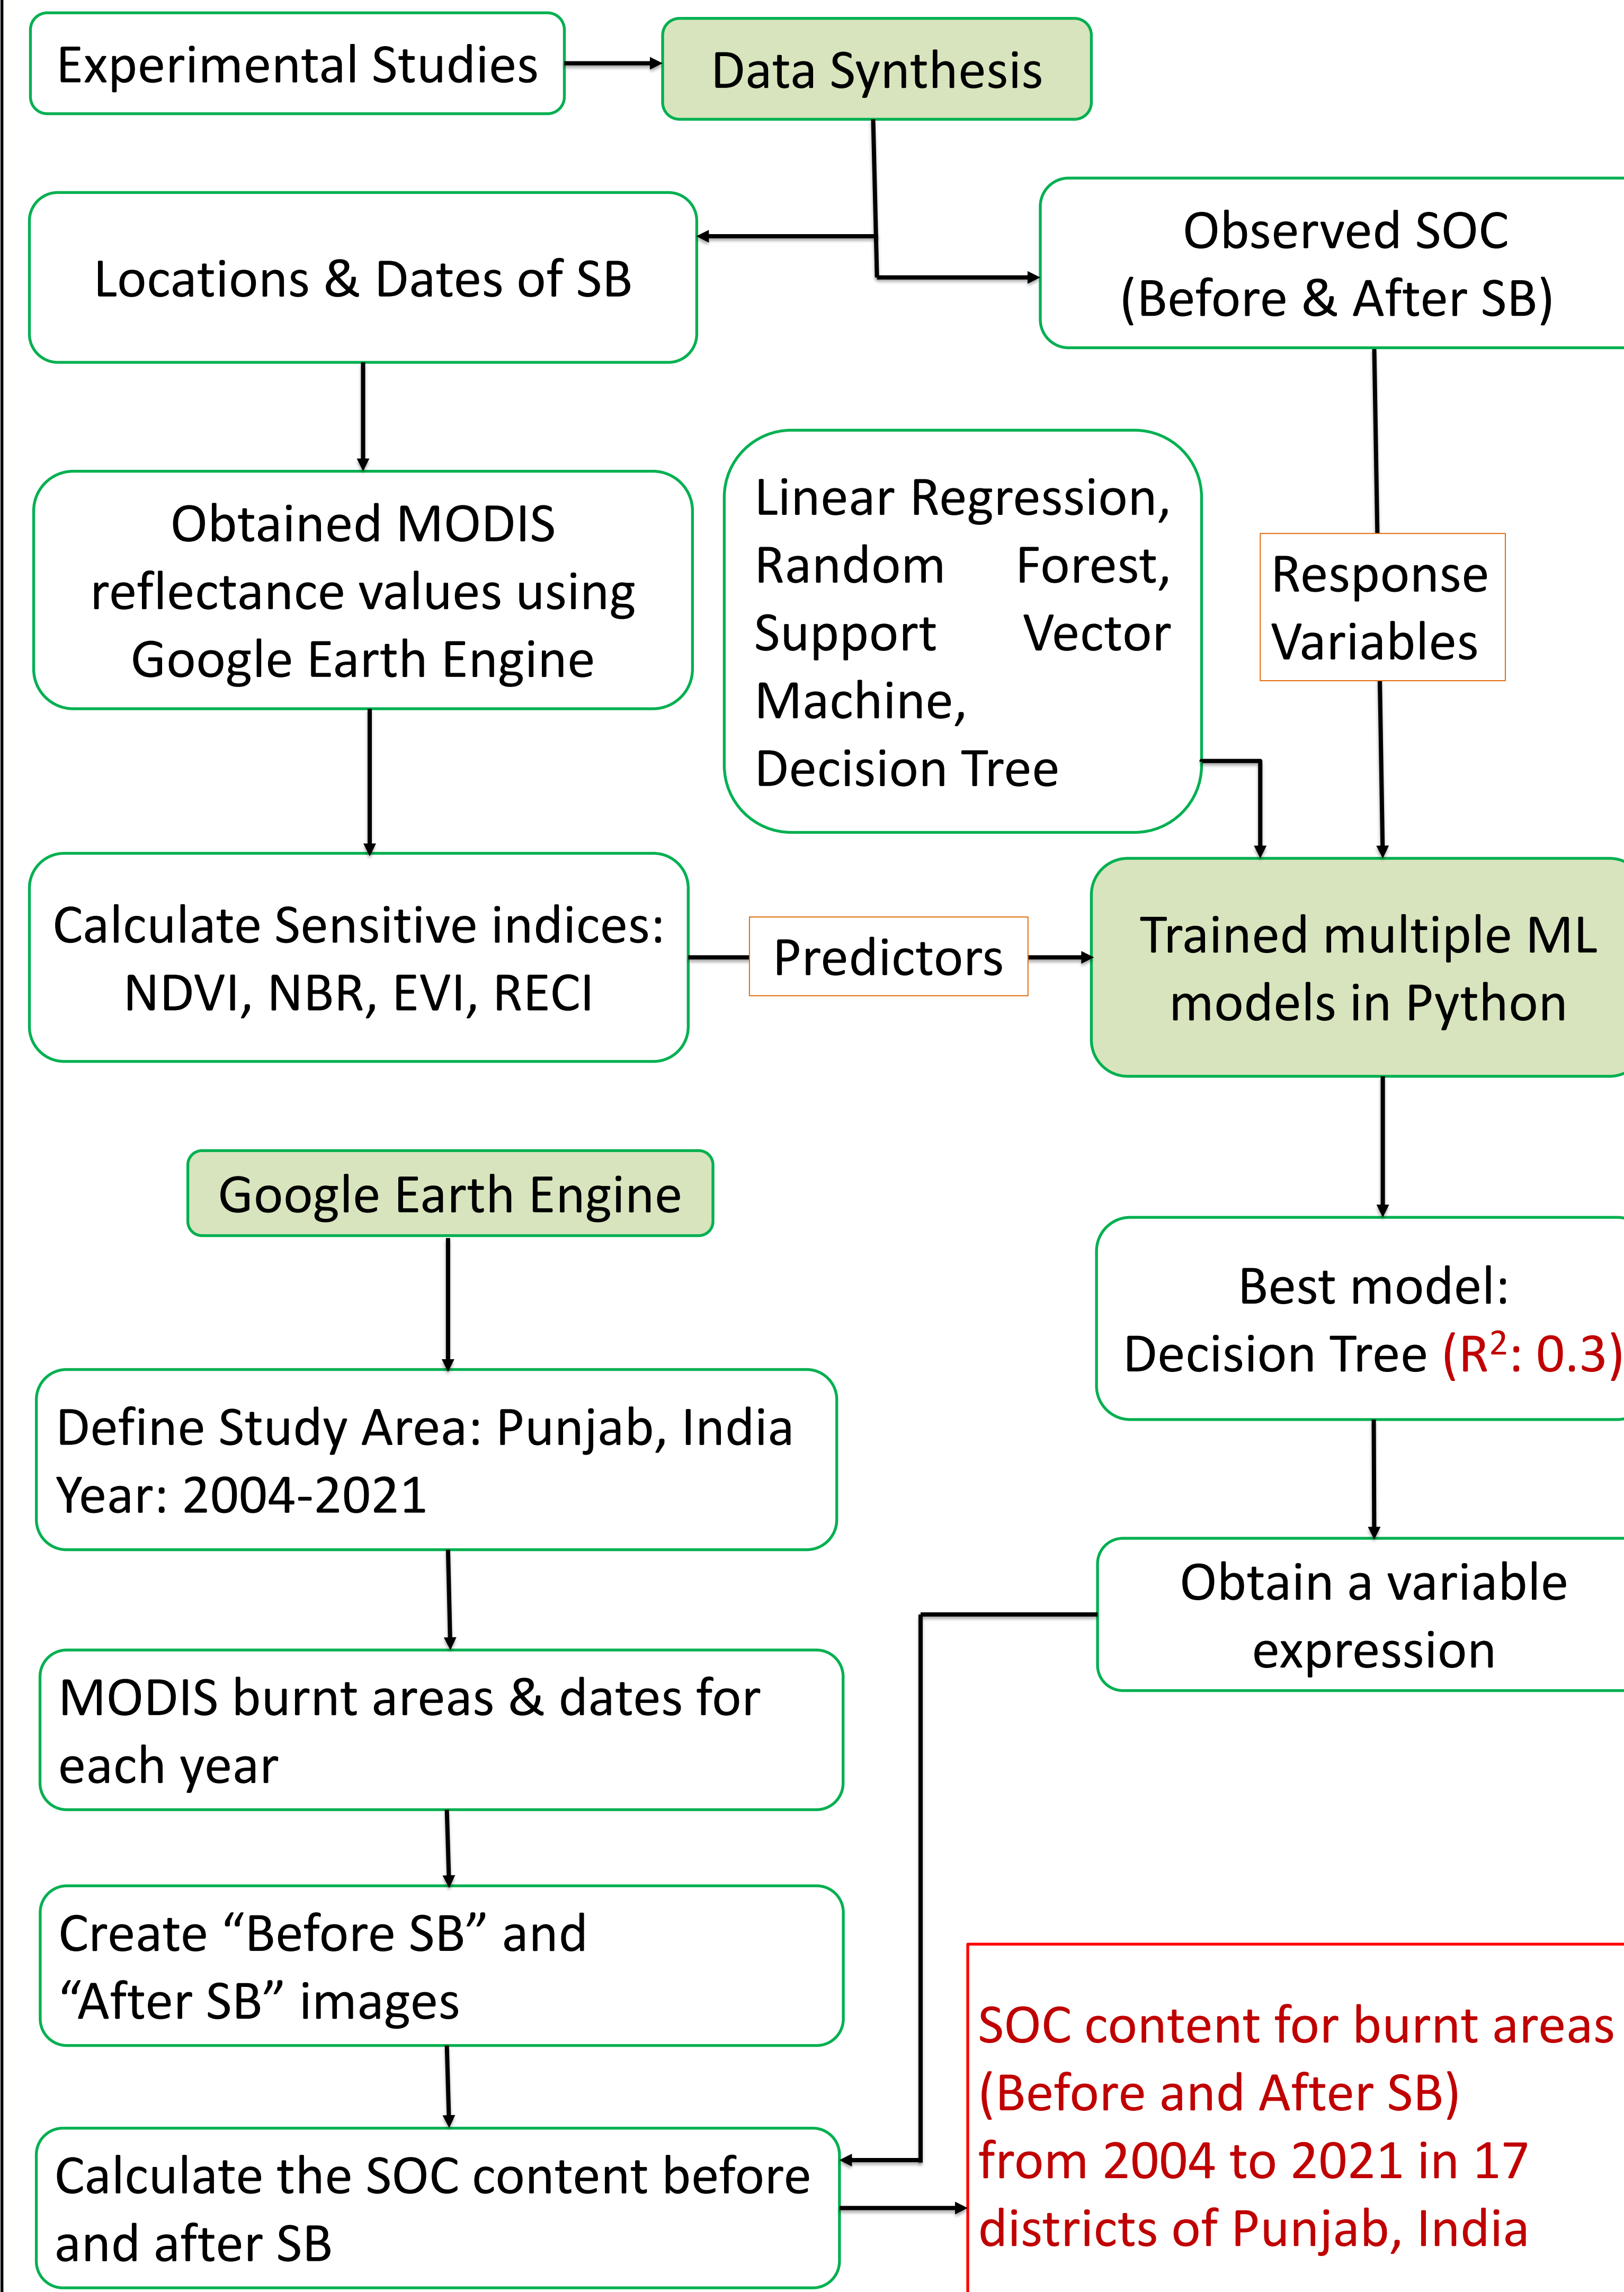 Experimental Studies
Data Synthesis
Locations & Dates of SB
Observed SOC
(Before & After SB)
Obtained MODIS
reflectance values using
Google Earth Engine
Linear Regression,
Random Forest,
Support Vector
Machine,
Decision Tree
Response
Variables
Calculate Sensitive indices:
NDVI, NBR, EVI, RECI
Predictors
Trained multiple ML
models in Python
Google Earth Engine
Best model:
Decision Tree (R²: 0.3)
Define Study Area: Punjab, India
Year: 2004-2021
Obtain a variable
expression
MODIS burnt areas & dates for
each year
Create “Before SB” and
“After SB” images
Calculate the SOC content before
and after SB
SOC content for burnt areas
(Before and After SB)
from 2004 to 2021 in 17
districts of Punjab, India